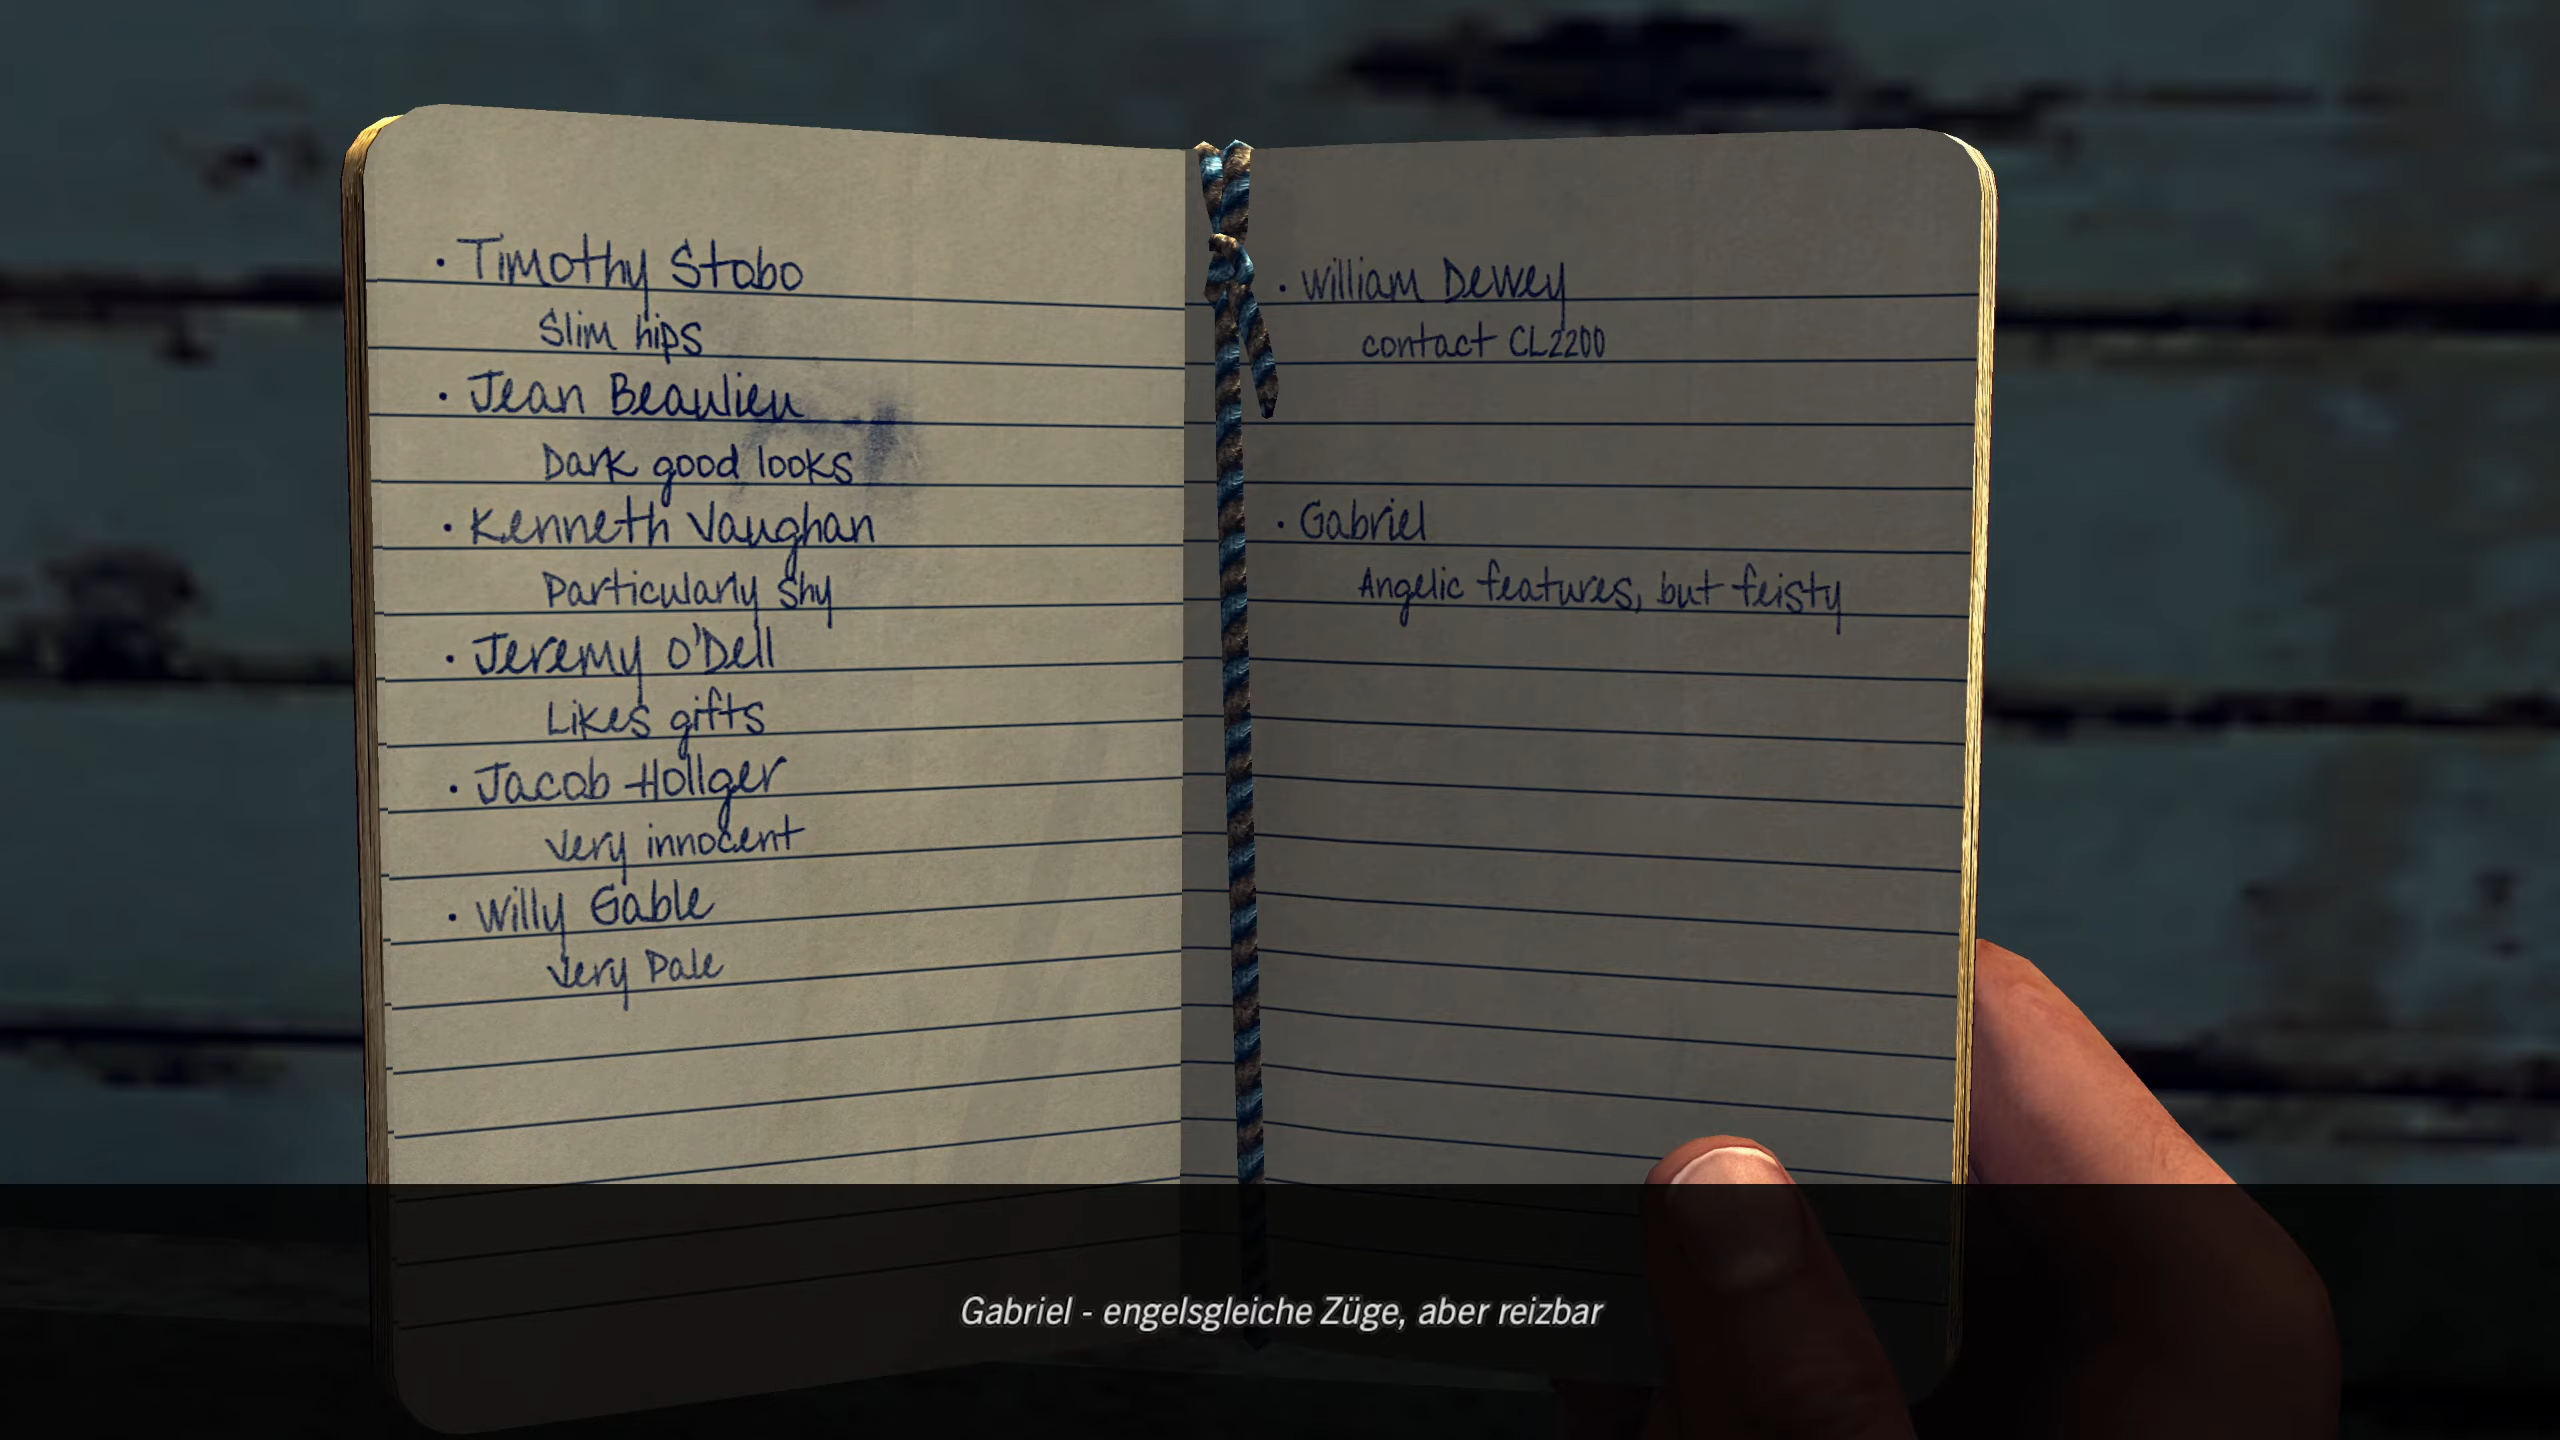 · Timothy Stobo
Slim hips
· Jean Beaulieu
Dark good looks
· Kenneth Vaughan
Particularly shy
· Jeremy O'Dell
Likes gifts
· Jacob Hollger
Very innocent
· Willy Gable
Very Pale
· William Dewey
contact CL2200
· Gabriel
Angelic features, but feisty
Gabriel - engelsgleiche Züge, aber reizbar